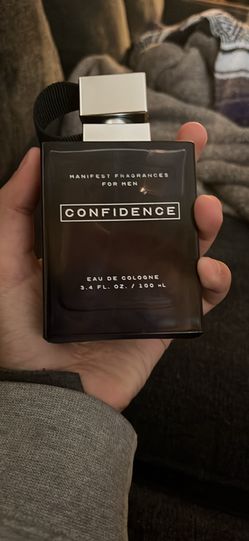 MANIFEST FRAGRANCES
FOR MEN
CONFIDENCE
EAU DE COLOGNE
3.4 FL. OZ. / 100 mL